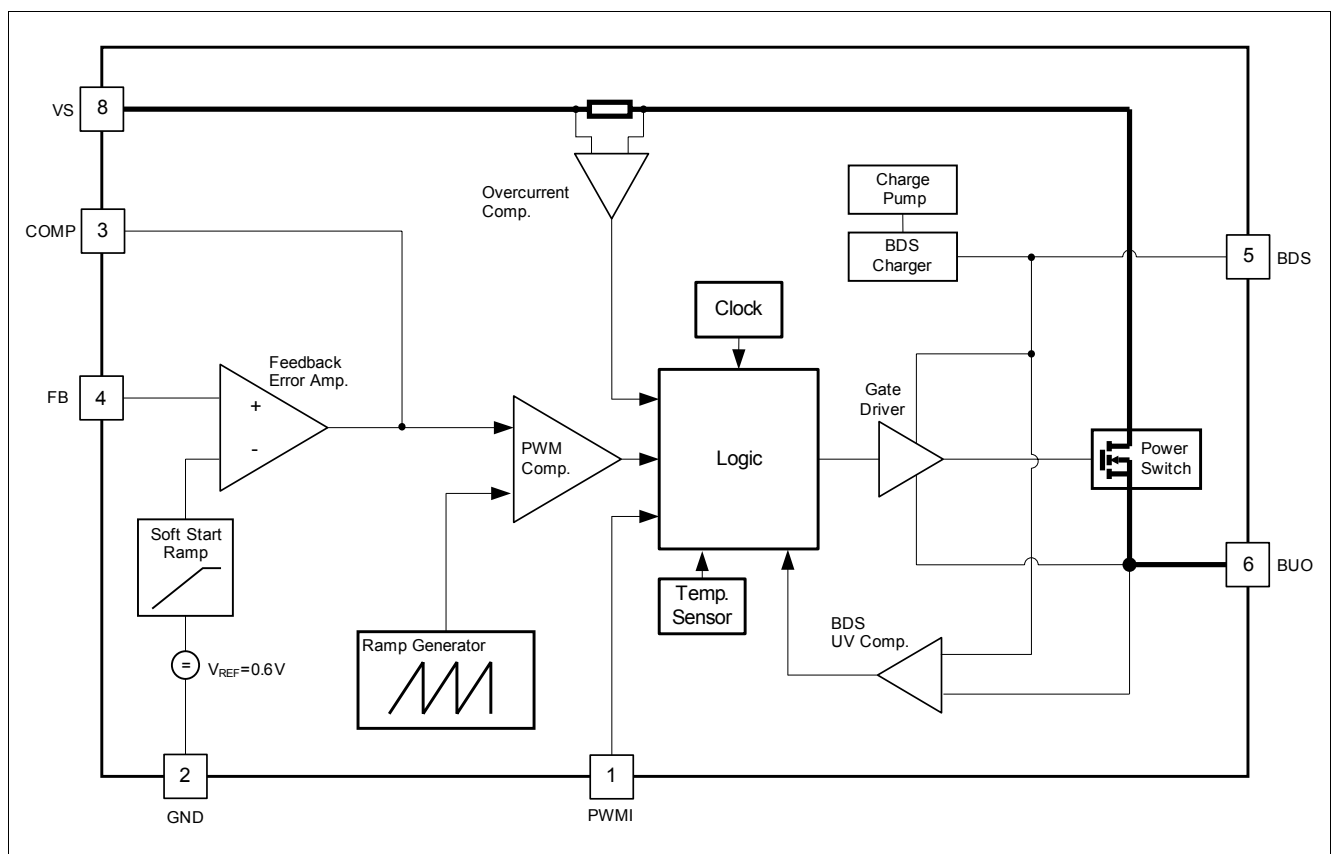 VS
8
Overcurrent
Comp.
Charge
Pump
COMP
3
BDS
Charger
5
BDS
Clock
Feedback
Error Amp.
FB
4
+
-
Gate
Driver
PWM
Comp.
Logic
Power
Switch
Soft Start
Ramp
6
BUO
Temp.
Sensor
BDS
UV Comp.
Ramp Generator
=
VREF=0.6V
2
GND
1
PWMI